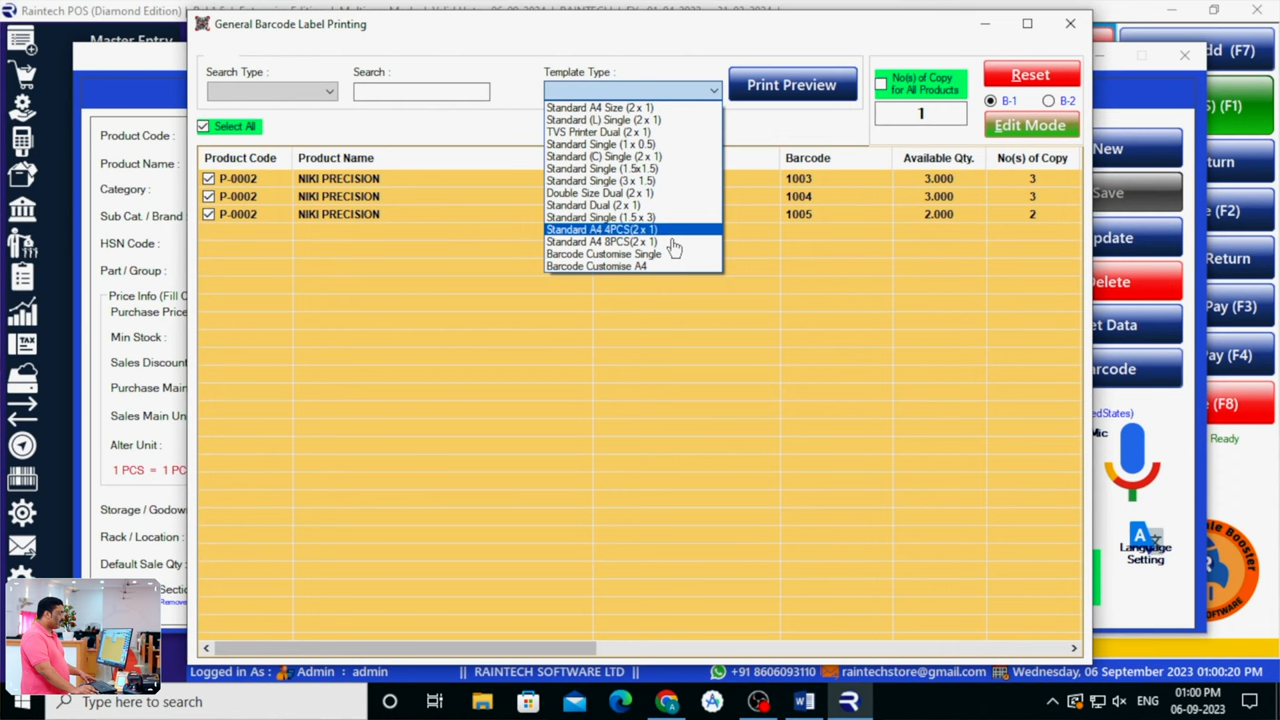 Raintech POS (Diamond Edition)
Master Entry
General Barcode Label Printing
Search Type :
Search :
Template Type :
Print Preview
No(s) of Copy
for All Products
1
Reset
B-1
B-2
Edit Mode
Select All
Standard A4 Size (2 x 1)
Standard (L) Single (2 x 1)
TVS Printer Dual (2 x 1)
Standard Single (1 x 0.5)
Standard (C) Single (2 x 1)
Standard Single (1.5x1.5)
Standard Single (3 x 1.5)
Double Size Dual (2 x 1)
Standard Dual (2 x 1)
Standard Single (1.5 x 3)
Standard A4 4PCS(2 x 1)
Standard A4 8PCS(2 x 1)
Barcode Customise Single
Barcode Customise A4
Product Code Product Name Barcode Available Qty. No(s) of Copy
P-0002 NIKI PRECISION 1003 3.000 3
P-0002 NIKI PRECISION 1004 3.000 3
P-0002 NIKI PRECISION 1005 2.000 2
Product Code :
Product Name :
Category :
Sub Cat. / Brand
HSN Code :
Part / Group :
Price Info (Fill C
Purchase Price
Min Stock :
Sales Discount
Purchase Main
Sales Main Un
Alter Unit :
1 PCS = 1 PC
Storage / Godow
Rack / Location :
Default Sale Qty :
Secti
Remove
dd (F7)
S) (F1)
turn
(F2)
Return
Pay (F3)
Pay (F4)
e (F8)
Ready
New
Save
pdate
elete
et Data
arcode
edStates)
Mic
A
Language
Setting
TAX
Logged in As : Admin : admin || RAINTECH SOFTWARE LTD || +91 8606093110 raintechstore@gmail.com Wednesday, 06 September 2023 01:00:20 PM
Type here to search
ENG
01:00 PM
06-09-2023